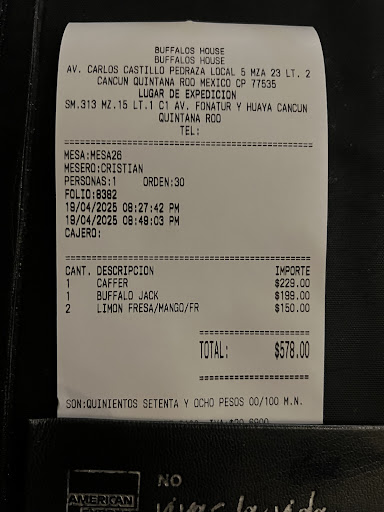 BUFFALOS HOUSE
BUFFALOS HOUSE
AV. CARLOS CASTILLO PEDRAZA LOCAL 5 MZA 23 LT. 2
CANCUN QUINTANA ROO MEXICO CP 77535
LUGAR DE EXPEDICION
SM.313 MZ.15 LT.1 C1 AV. FONATUR Y HUAYA CANCUN
QUINTANA ROO
TEL:
MESA:MESA26
MESERO:CRISTIAN
PERSONAS:1 ORDEN:30
FOLIO:8382
19/04/2025 08:27:42 PM
19/04/2025 08:49:03 PM
CAJERO:
CANT. DESCRIPCION IMPORTE
1 CAFFER $229.00
1 BUFFALO JACK $199.00
2 LIMON FRESA/MANGO/FR $150.00
TOTAL: $578.00
SON:QUINIENTOS SETENTA Y OCHO PESOS 00/100 M.N.
NO
AMERICAN